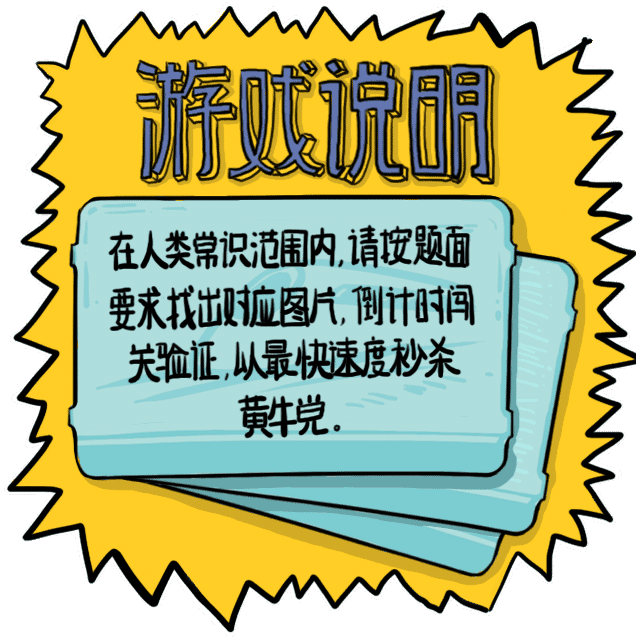 游戏说明
在人类常识范围内,请按题面
要求找出对应图片,倒计时闯
关验证,从最快速度秒杀
黄牛党。